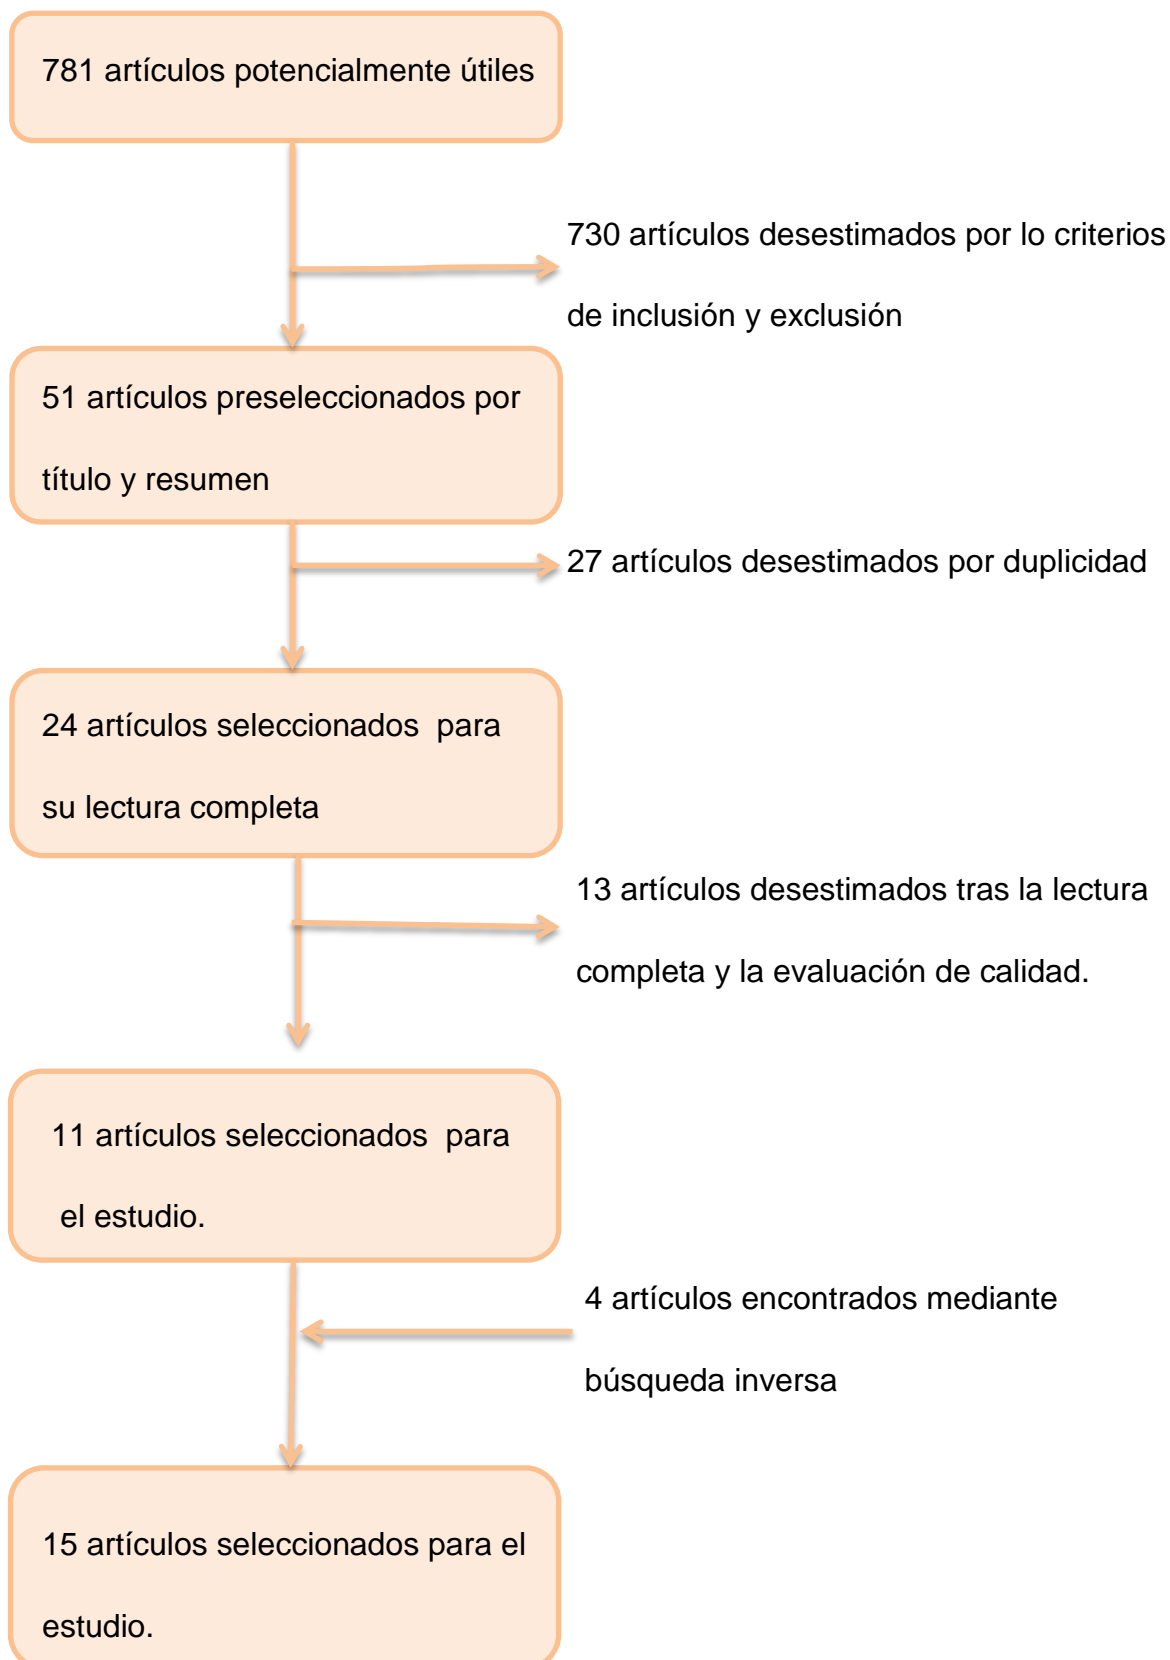 781 artículos potencialmente útiles
730 artículos desestimados por lo criterios
de inclusión y exclusión
51 artículos preseleccionados por
título y resumen
27 artículos desestimados por duplicidad
24 artículos seleccionados  para
su lectura completa
13 artículos desestimados tras la lectura
completa y la evaluación de calidad.
11 artículos seleccionados  para
el estudio.
4 artículos encontrados mediante
búsqueda inversa
15 artículos seleccionados para el
estudio.